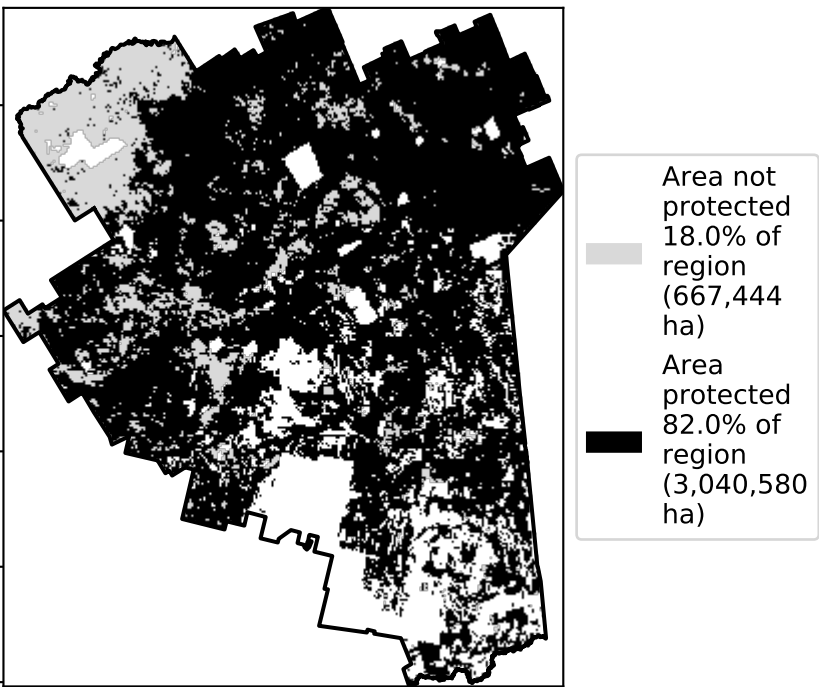 Area not
protected
18.0% of
region
(667,444
ha)
Area
protected
82.0% of
region
(3,040,580
ha)